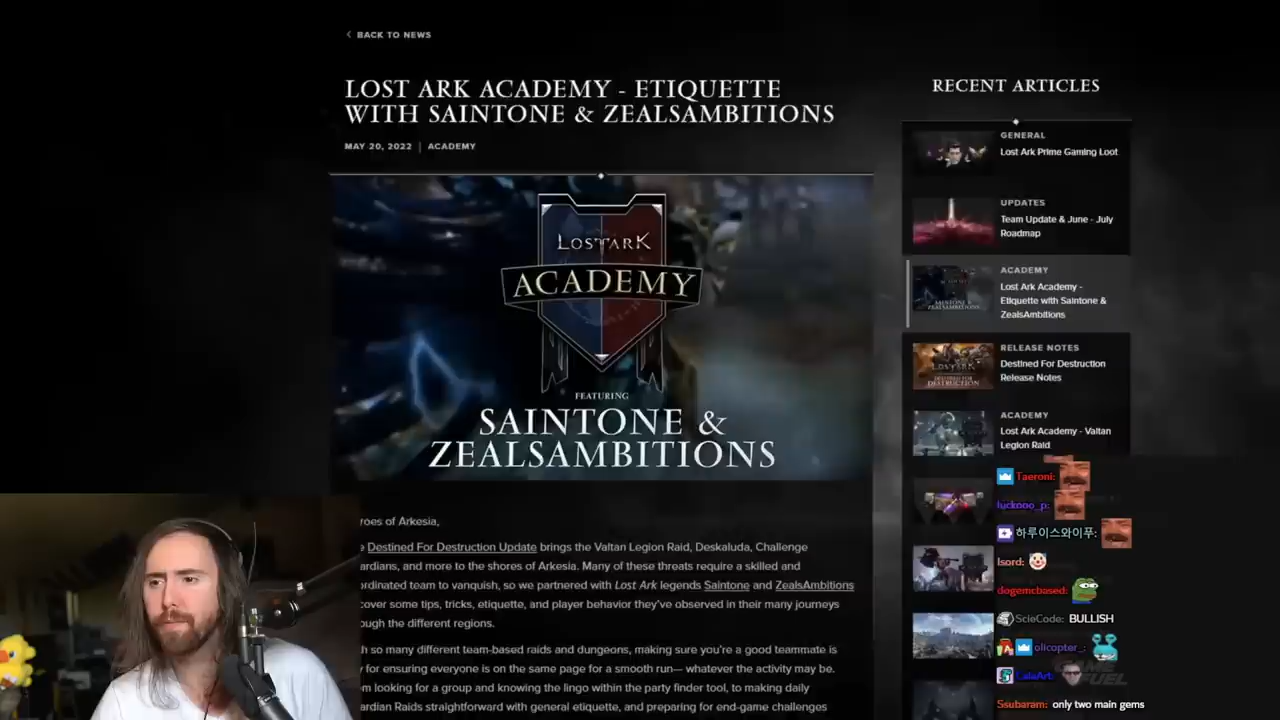 BACK TO NEWS
LOST ARK ACADEMY - ETIQUETTE
WITH SAINTONE & ZEALSAMBITIONS
MAY 20, 2022 | ACADEMY
LOST ARK
ACADEMY
FEATURING
SAINTONE &
ZEALSAMBITIONS
roes of Arkesia,
e Destined For Destruction Update brings the Valtan Legion Raid, Deskaluda, Challenge
ardians, and more to the shores of Arkesia. Many of these threats require a skilled and
ordinated team to vanquish, so we partnered with Lost Ark legends Saintone and ZealsAmbitions
cover some tips, tricks, etiquette, and player behavior they've observed in their many journeys
ough the different regions.
h so many different team-based raids and dungeons, making sure you're a good teammate is
y for ensuring everyone is on the same page for a smooth run— whatever the activity may be.
om looking for a group and knowing the lingo within the party finder tool, to making daily
ardian Raids straightforward with general etiquette, and preparing for end-game challenges
RECENT ARTICLES
GENERAL
Lost Ark Prime Gaming Loot
UPDATES
Team Update & June - July
Roadmap
ACADEMY
Lost Ark Academy -
Etiquette with Saintone &
ZealsAmbitions
RELEASE NOTES
Destined For Destruction
Release Notes
ACADEMY
Lost Ark Academy - Valtan
Legion Raid
Taeroni:
lucknoo_p:
하루이스와이푸:
lsord:
dogemcbased:
ScieCode: BULLISH
olicopter_:
LalaArt:
FUEL
Ssubaram: only two main gems